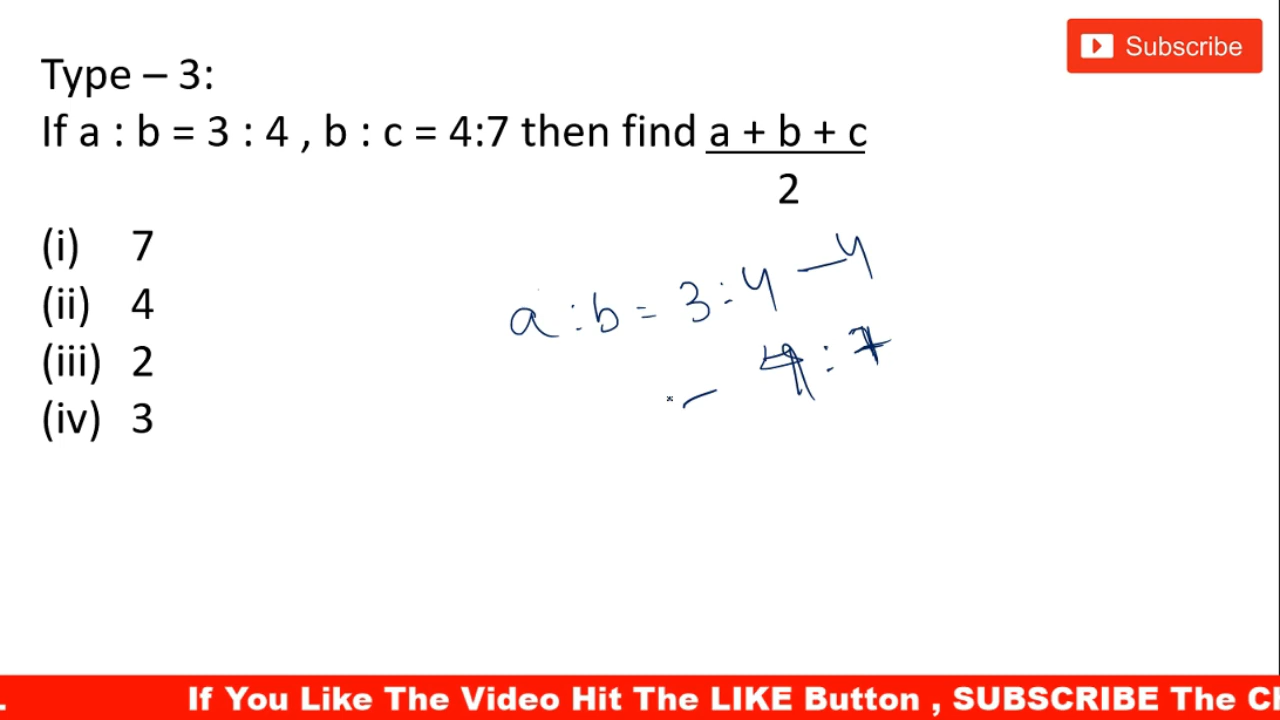 Subscribe
Type – 3:
If a : b = 3 : 4 , b : c = 4:7 then find a + b + c
2
(i) 7
(ii) 4
(iii) 2
(iv) 3
a : b = 3 : 4 – 4
– 4 : 7
. If You Like The Video Hit The LIKE Button , SUBSCRIBE The